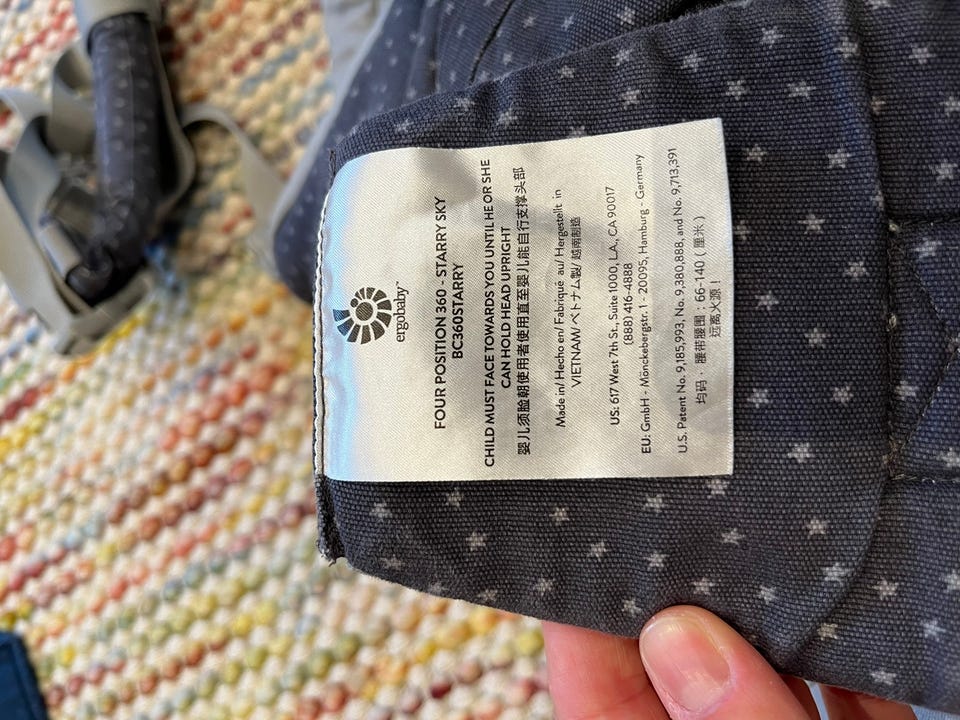 ergobaby™
FOUR POSITION 360 - STARRY SKY
BC360STARRY
CHILD MUST FACE TOWARDS YOU UNTIL HE OR SHE
CAN HOLD HEAD UPRIGHT
婴儿须脸朝使用者使用直至婴儿能自行支撑头部
Made in/ Hecho en/ Fabriqué au/ Hergestellt in
VIETNAM/ ベトナム製/ 越南制造
US: 617 West 7th St, Suite 1000, L.A., CA 90017
(888) 416-4888
EU: GmbH - Mönckebergstr. 1 - 20095, Hamburg - Germany
U.S. Patent No. 9,185,993, No. 9,380,888, and No. 9,713,391
均码 · 腰带腰围 : 66-140 ( 厘米 )
远离火源 !